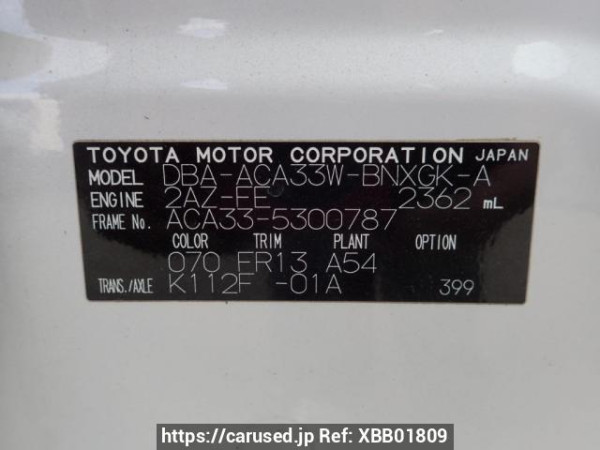 TOYOTA MOTOR CORPORATION JAPAN
MODEL DBA-ACA33W-BNXGK-A
ENGINE 2AZ-FE 2362 mL
FRAME No. ACA33-5300787
COLOR TRIM PLANT OPTION
070 FR13 A54
TRANS./AXLE K112F -01A 399
https://carused.jp Ref: XBB01809